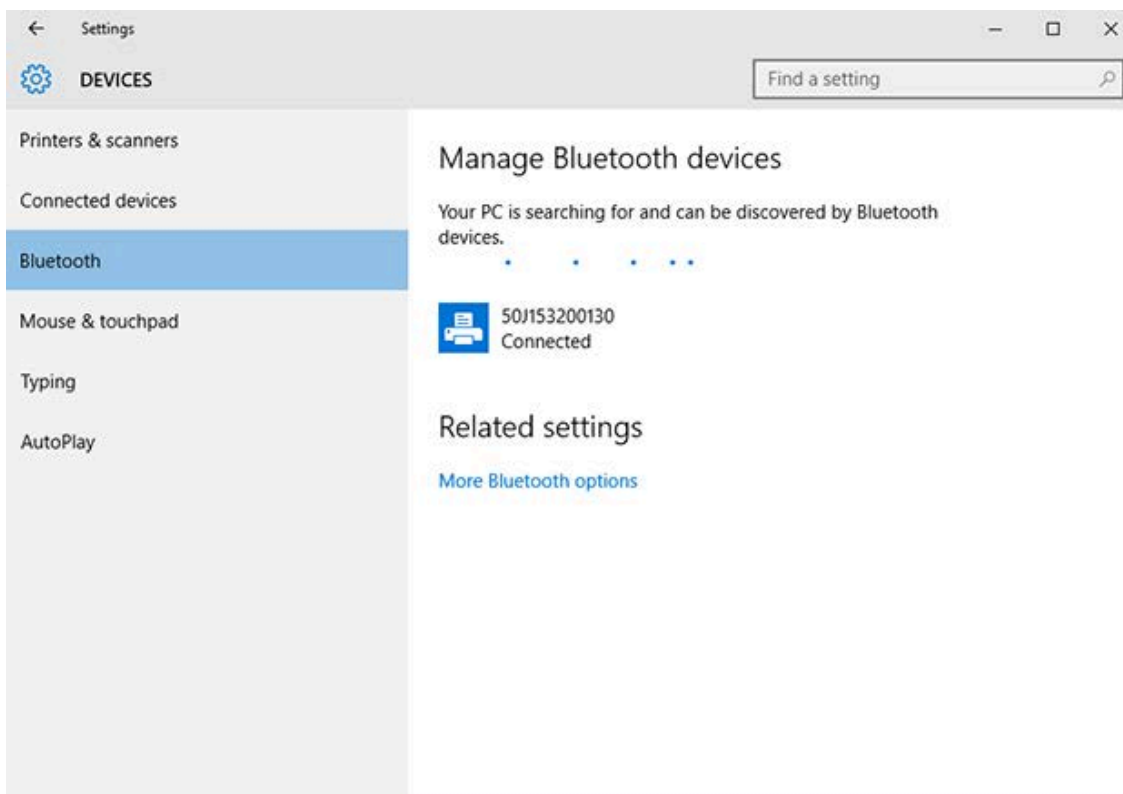 Settings
DEVICES
Find a setting
Printers & scanners
Connected devices
Bluetooth
Mouse & touchpad
Typing
AutoPlay
Manage Bluetooth devices
Your PC is searching for and can be discovered by Bluetooth
devices.
50J153200130
Connected
Related settings
More Bluetooth options